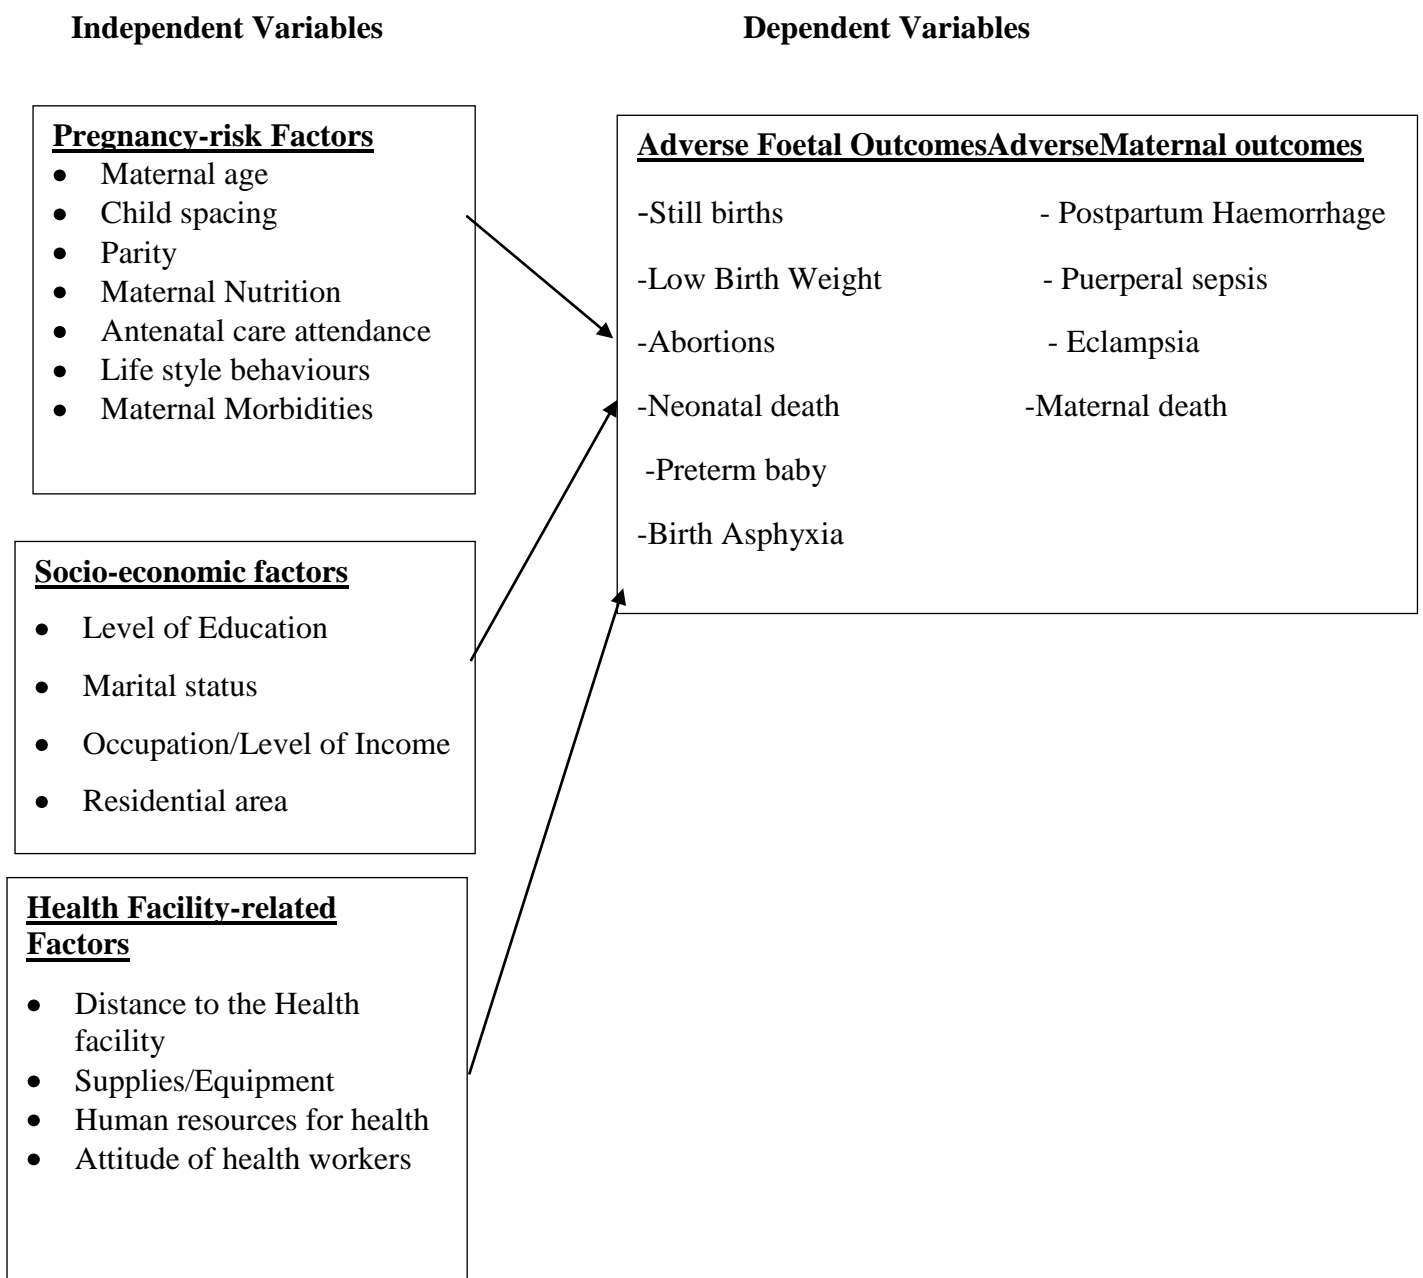 Independent Variables
Dependent Variables
Pregnancy-risk Factors
• Maternal age
• Child spacing
• Parity
• Maternal Nutrition
• Antenatal care attendance
• Life style behaviours
• Maternal Morbidities
Socio-economic factors
• Level of Education
• Marital status
• Occupation/Level of Income
• Residential area
Health Facility-related
Factors
• Distance to the Health
facility
• Supplies/Equipment
• Human resources for health
• Attitude of health workers
Adverse Foetal OutcomesAdverseMaternal outcomes
-Still births - Postpartum Haemorrhage
-Low Birth Weight - Puerperal sepsis
-Abortions - Eclampsia
-Neonatal death -Maternal death
-Preterm baby
-Birth Asphyxia